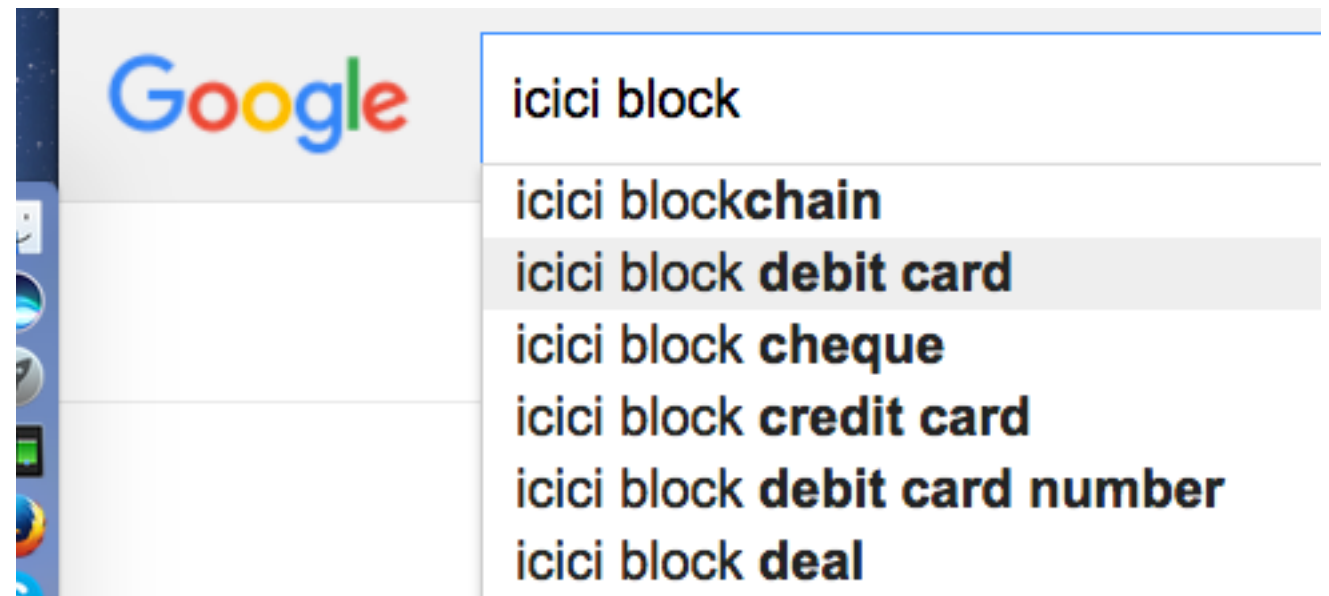 Google
icici block
icici blockchain
icici block debit card
icici block cheque
icici block credit card
icici block debit card number
icici block deal